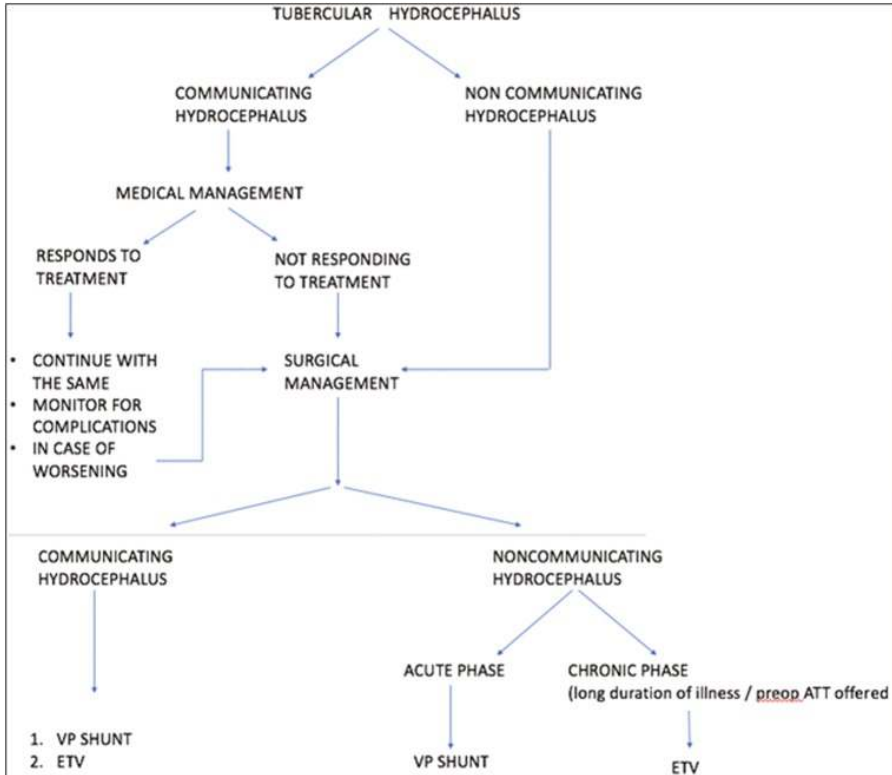 TUBERCULAR HYDROCEPHALUS
COMMUNICATING
HYDROCEPHALUS
NON COMMUNICATING
HYDROCEPHALUS
MEDICAL MANAGEMENT
RESPONDS TO
TREATMENT
NOT RESPONDING
TO TREATMENT
• CONTINUE WITH
THE SAME
• MONITOR FOR
COMPLICATIONS
• IN CASE OF
WORSENING
SURGICAL
MANAGEMENT
COMMUNICATING
HYDROCEPHALUS
NONCOMMUNICATING
HYDROCEPHALUS
ACUTE PHASE
CHRONIC PHASE
(long duration of illness / preop ATT offered
1. VP SHUNT
2. ETV
VP SHUNT
ETV